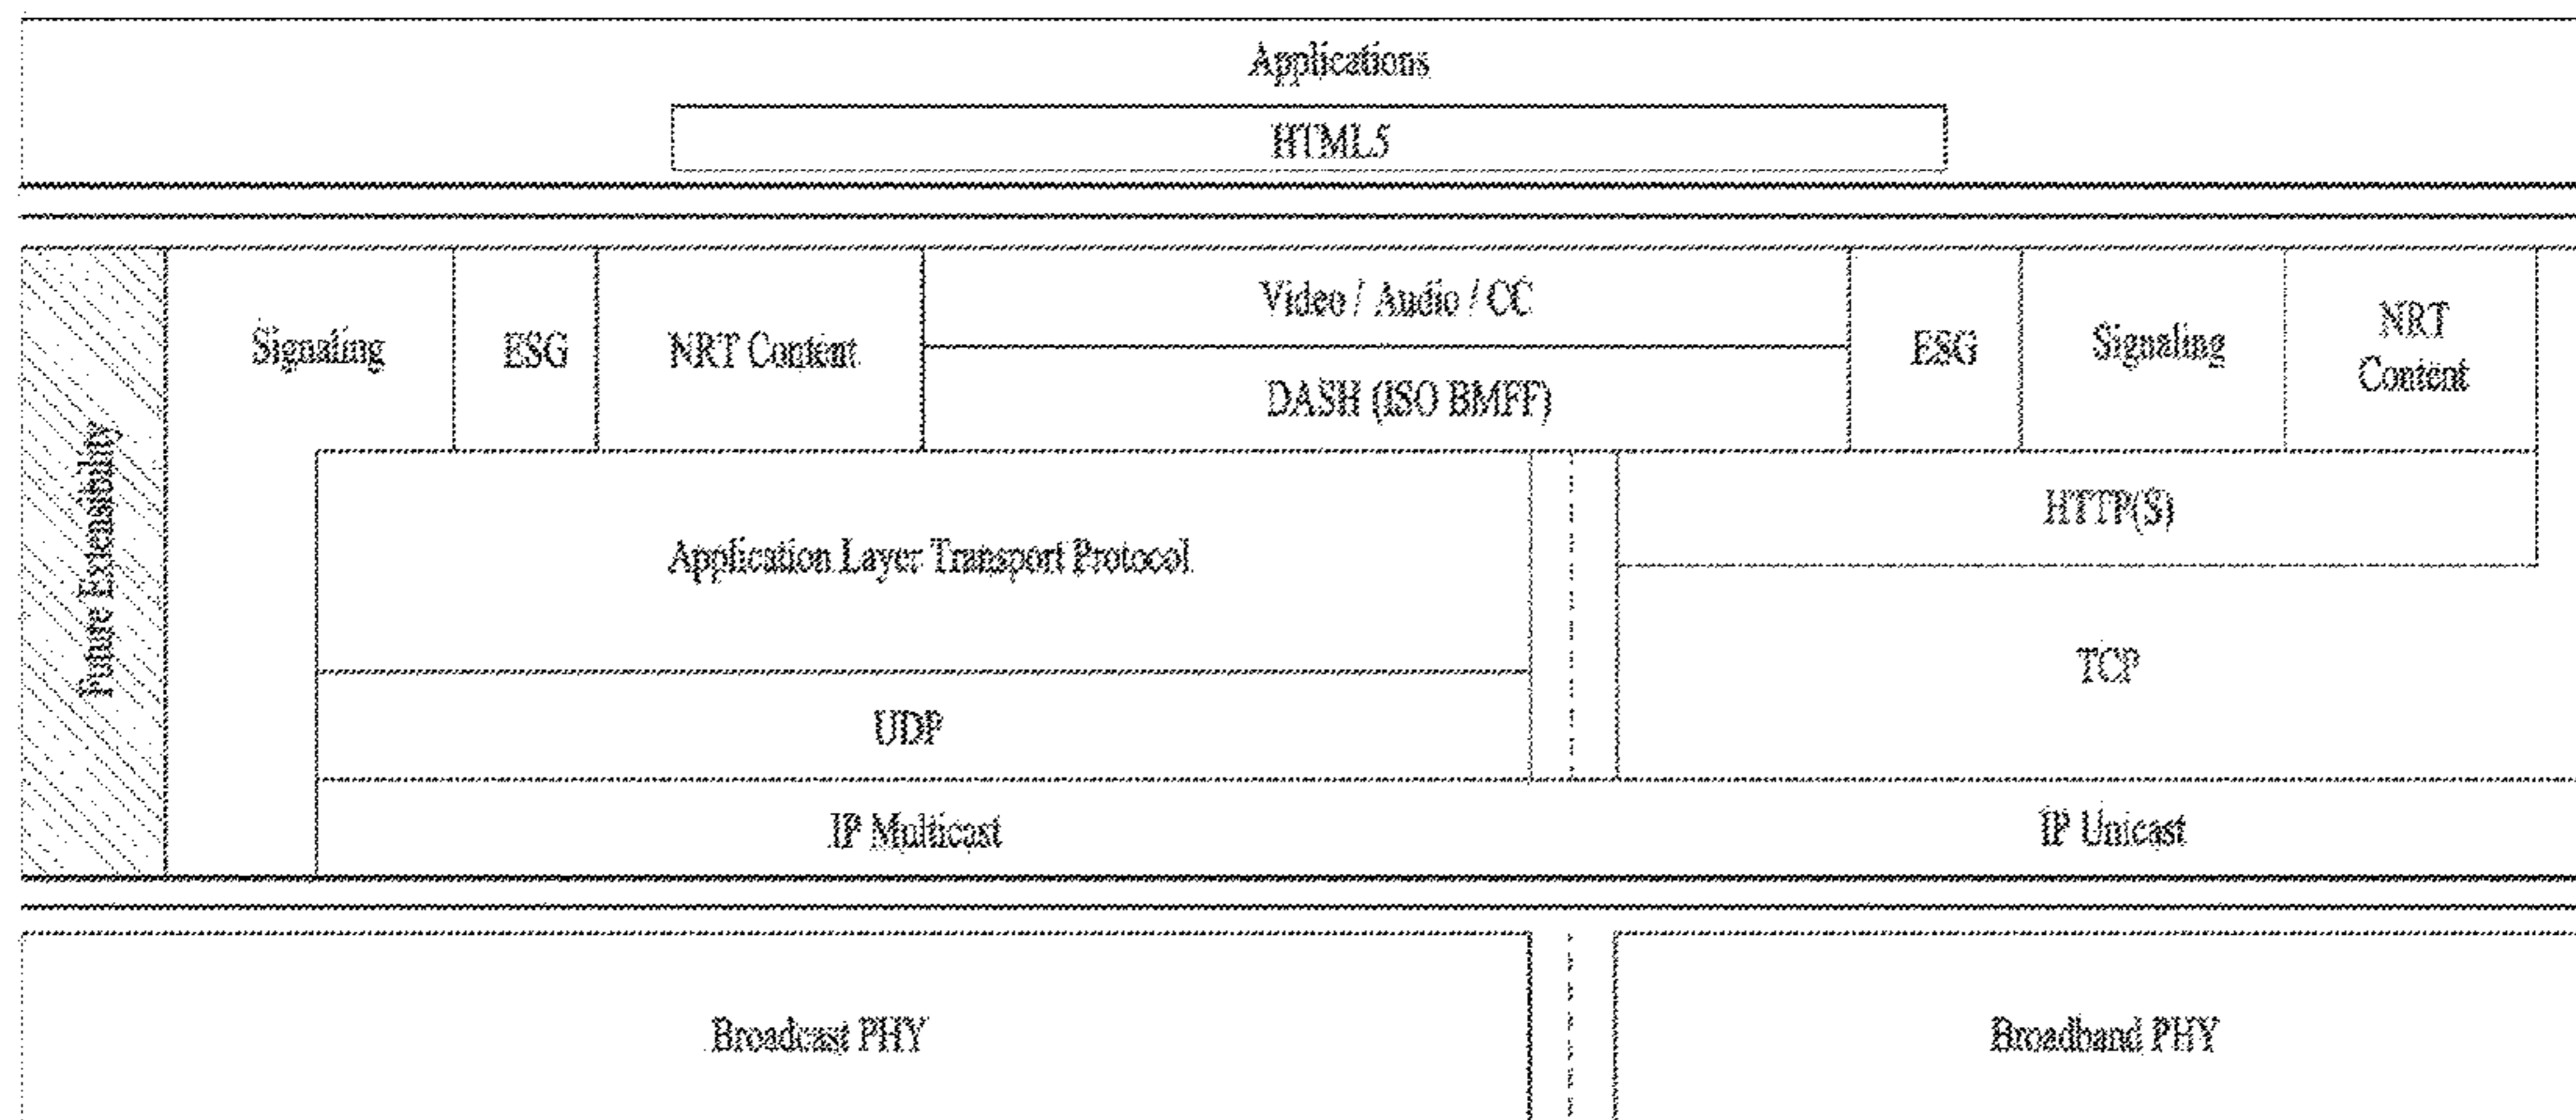 Applications
HTML5
Future Extensibility
Signaling
ESG
NRT Content
Video / Audio / CC
DASH (ISO BMFF)
ESG
Signaling
NRT
Content
Application Layer Transport Protocol
HTTP(S)
TCP
UDP
IP Multicast
IP Unicast
Broadcast PHY
Broadband PHY